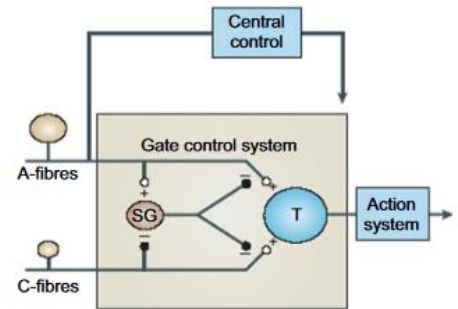 Central
control
Gate control system
A-fibres
+
+
–
SG
T
Action
system
–
–
+
C-fibres